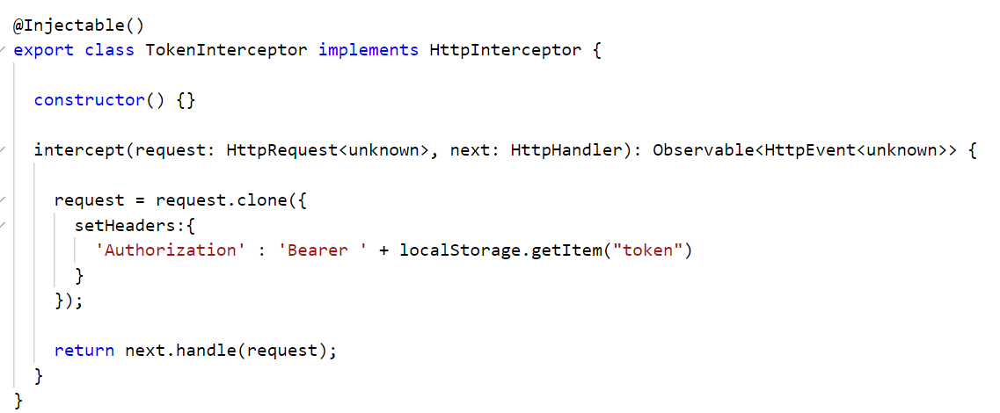 @Injectable()
export class TokenInterceptor implements HttpInterceptor {
constructor() {}
intercept(request: HttpRequest<unknown>, next: HttpHandler): Observable<HttpEvent<unknown>> {
request = request.clone({
setHeaders:{
'Authorization' : 'Bearer ' + localStorage.getItem("token")
}
});
return next.handle(request);
}
}